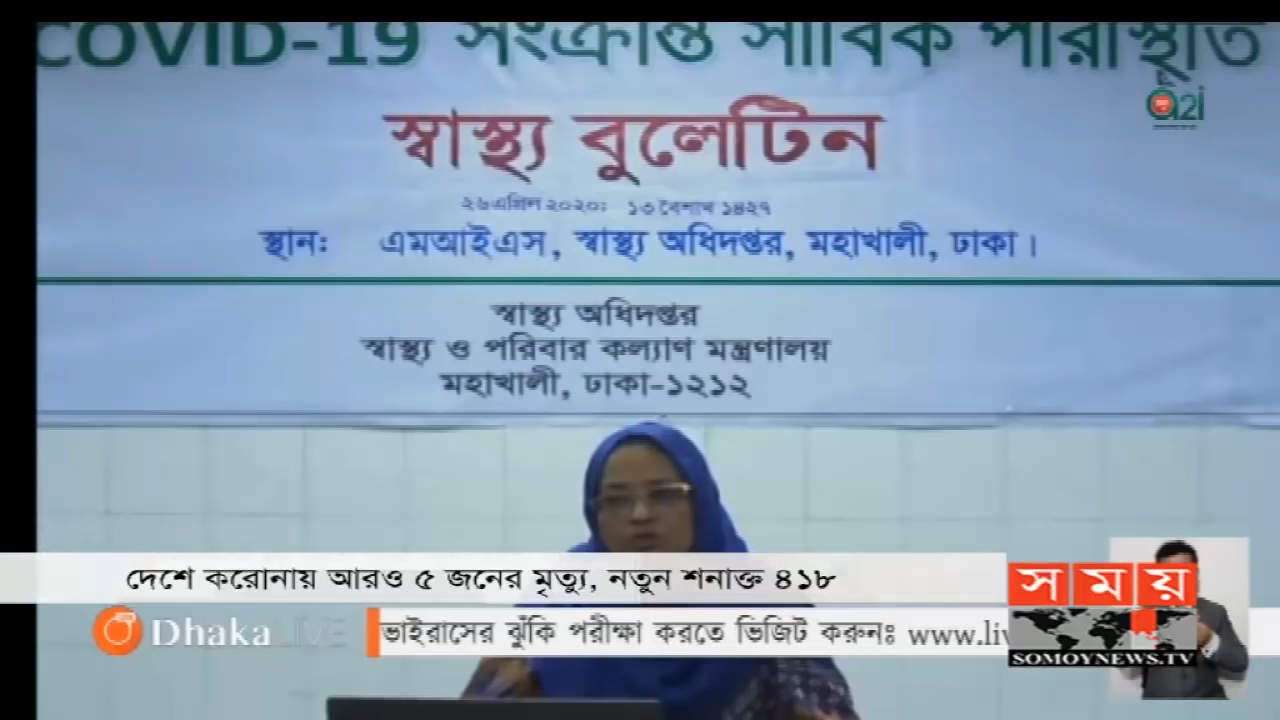 COVID-19 সংক্রান্ত সার্বিক পরিস্থিতি
a2i
স্বাস্থ্য বুলেটিন
২৬এপ্রিল ২০২০ঃ ১৩ বৈশাখ ১৪২৭
স্থান: এমআইএস, স্বাস্থ্য অধিদপ্তর, মহাখালী, ঢাকা।
স্বাস্থ্য অধিদপ্তর
স্বাস্থ্য ও পরিবার কল্যাণ মন্ত্রণালয়
মহাখালী, ঢাকা-১২১২
দেশে করোনায় আরও ৫ জনের মৃত্যু, নতুন শনাক্ত ৪১৮
সময়
Dhaka LIVE
ভাইরাসের ঝুঁকি পরীক্ষা করতে ভিজিট করুনঃ www.liv
SOMOYNEWS.TV